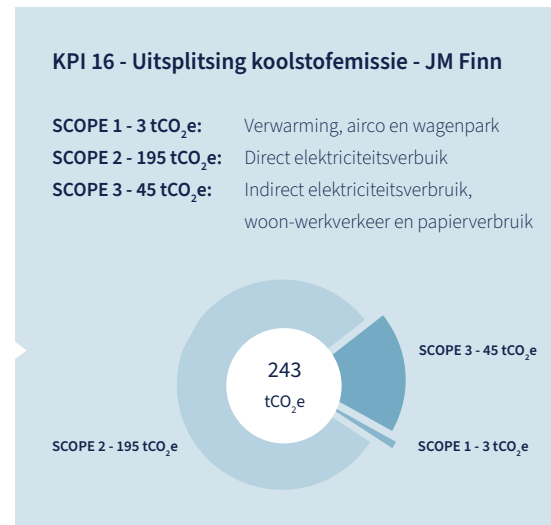 KPI 16 - Uitsplitsing koolstofemissie - JM Finn
SCOPE 1 - 3 tCO₂e: Verwarming, airco en wagenpark
SCOPE 2 - 195 tCO₂e: Direct elektriciteitsverbuik
SCOPE 3 - 45 tCO₂e: Indirect elektriciteitsverbruik,
woon-werkverkeer en papierverbruik
243
tCO₂e
SCOPE 3 - 45 tCO₂e
SCOPE 2 - 195 tCO₂e
SCOPE 1 - 3 tCO₂e